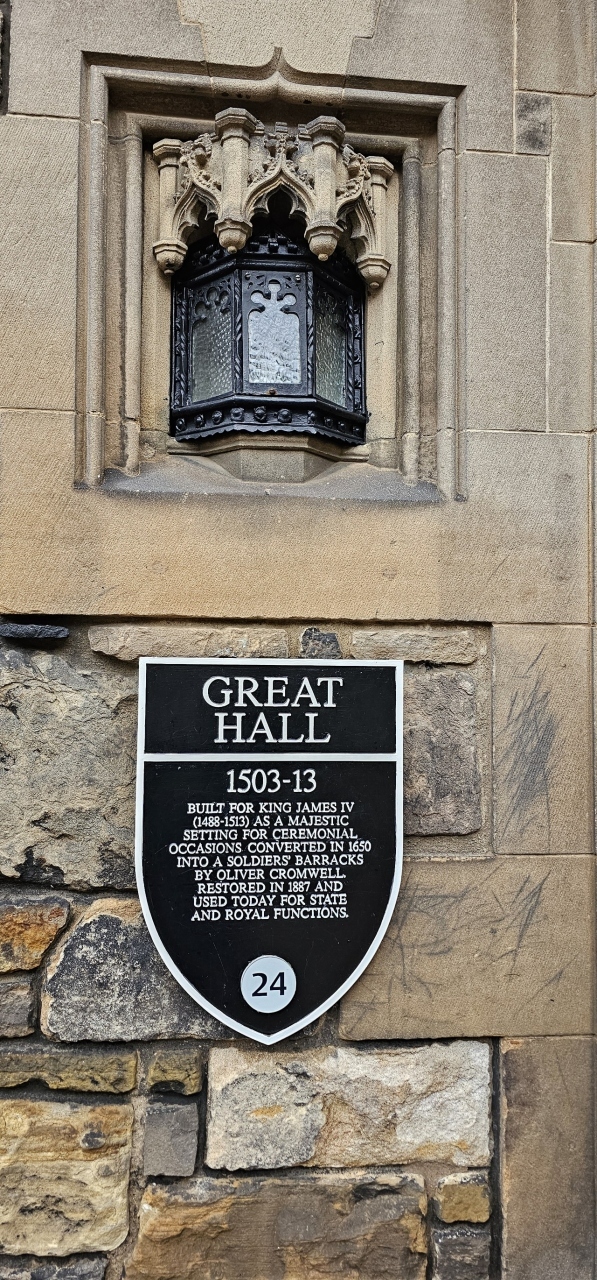 GREAT
HALL
1503-13
BUILT FOR KING JAMES IV
(1488-1513) AS A MAJESTIC
SETTING FOR CEREMONIAL
OCCASIONS. CONVERTED IN 1650
INTO A SOLDIERS' BARRACKS
BY OLIVER CROMWELL.
RESTORED IN 1887 AND
USED TODAY FOR STATE
AND ROYAL FUNCTIONS.
24